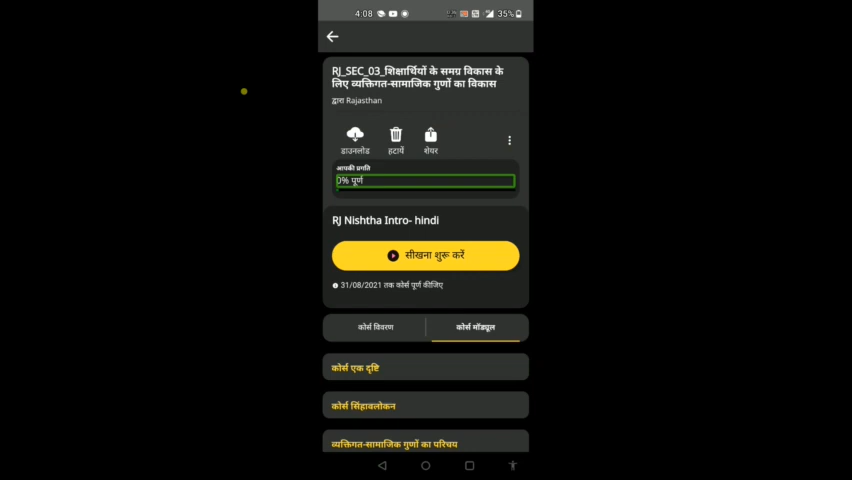 4:08 35%
RJ_SEC_03_शिक्षार्थियों के समग्र विकास के
लिए व्यक्तिगत-सामाजिक गुणों का विकास
द्वारा Rajasthan
डाउनलोड हटायें शेयर
आपकी प्रगति
0% पूर्ण
RJ Nishtha Intro- hindi
सीखना शुरू करें
31/08/2021 तक कोर्स पूर्ण कीजिए
कोर्स विवरण कोर्स मॉड्यूल
कोर्स एक दृष्टि
कोर्स सिंहावलोकन
व्यक्तिगत-सामाजिक गुणों का परिचय